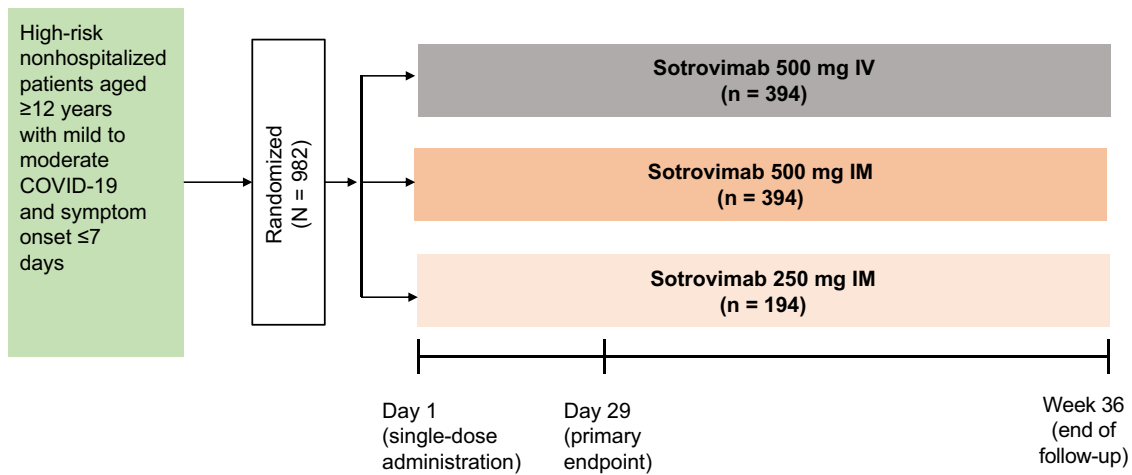 High-risk
nonhospitalized
patients aged
≥12 years
with mild to
moderate
COVID-19
and symptom
onset ≤7
days
Randomized
(N = 982)
Sotrovimab 500 mg IV
(n = 394)
Sotrovimab 500 mg IM
(n = 394)
Sotrovimab 250 mg IM
(n = 194)
Day 1
(single-dose
administration)
Day 29
(primary
endpoint)
Week 36
(end of
follow-up)